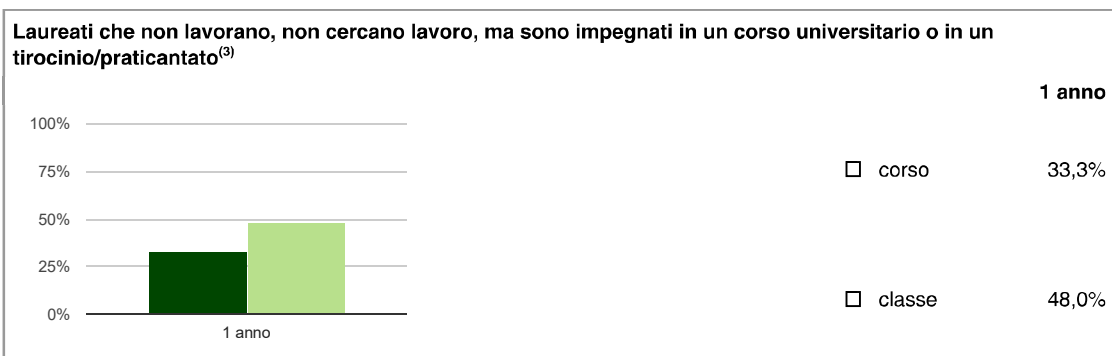 Laureati che non lavorano, non cercano lavoro, ma sono impegnati in un corso universitario o in un
tirocinio/praticantato(3)
1 anno
100%
75%
50%
25%
0%
1 anno
corso 33,3%
classe 48,0%